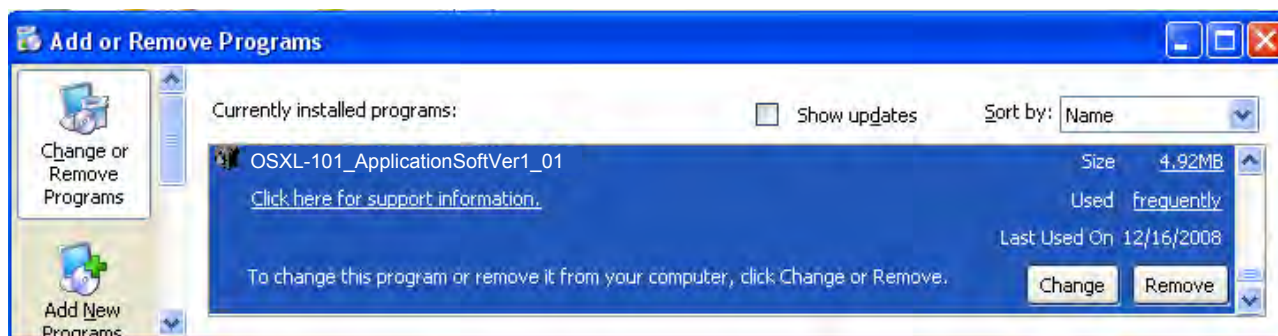 Add or Remove Programs
Change or
Remove
Programs
Add New
Programs
Currently installed programs:
Show updates
Sort by: Name
OSXL-101_ApplicationSoftVer1_01
Size 4.92MB
Click here for support information.
Used frequently
Last Used On 12/16/2008
To change this program or remove it from your computer, click Change or Remove.
Change Remove